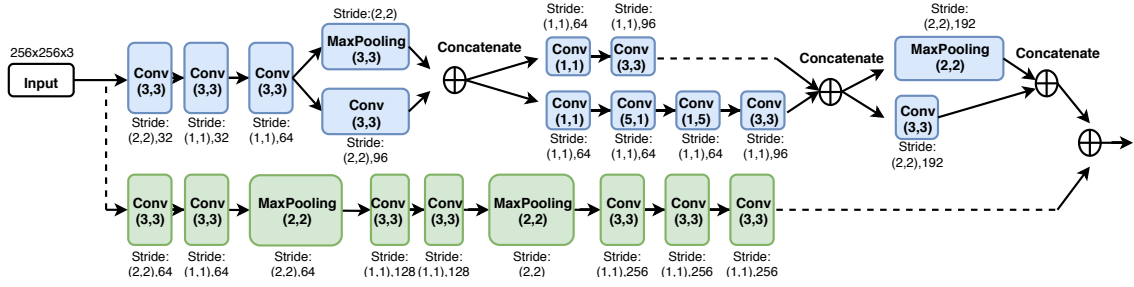 256x256x3
Input
Conv
(3,3)
Stride:
(2,2),32
Conv
(3,3)
Stride:
(1,1),32
Conv
(3,3)
Stride:
(1,1),64
Stride:(2,2)
MaxPooling
(3,3)
Conv
(3,3)
Stride:
(2,2),96
Concatenate
Stride:
(1,1),64
Conv
(1,1)
Stride:
(1,1),96
Conv
(3,3)
Conv
(1,1)
Stride:
(1,1),64
Conv
(5,1)
Stride:
(1,1),64
Conv
(1,5)
Stride:
(1,1),64
Conv
(3,3)
Stride:
(1,1),96
Concatenate
Stride:
(2,2),192
MaxPooling
(2,2)
Conv
(3,3)
Stride:
(2,2),192
Concatenate
Conv
(3,3)
Stride:
(2,2),64
Conv
(3,3)
Stride:
(1,1),64
MaxPooling
(2,2)
Stride:
(2,2),64
Conv
(3,3)
Stride:
(1,1),128
Conv
(3,3)
Stride:
(1,1),128
MaxPooling
(2,2)
Stride:
(2,2)
Conv
(3,3)
Stride:
(1,1),256
Conv
(3,3)
Stride:
(1,1),256
Conv
(3,3)
Stride:
(1,1),256